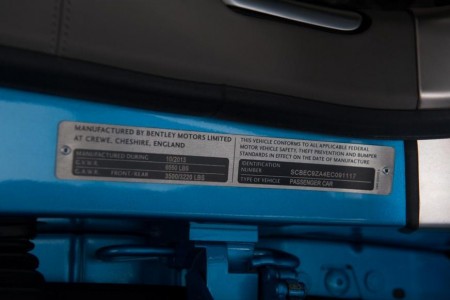 MANUFACTURED BY BENTLEY MOTORS LIMITED
AT CREWE, CHESHIRE, ENGLAND
MANUFACTURED DURING 10/2013
G.V.W.R.
G.A.W.R. FRONT / REAR
THIS VEHICLE CONFORMS TO ALL APPLICABLE FEDERAL
MOTOR VEHICLE SAFETY, THEFT PREVENTION AND BUMPER
STANDARDS IN EFFECT ON THE DATE OF MANUFACTURE
IDENTIFICATION
NUMBER
TYPE OF VEHICLE PASSENGER CAR